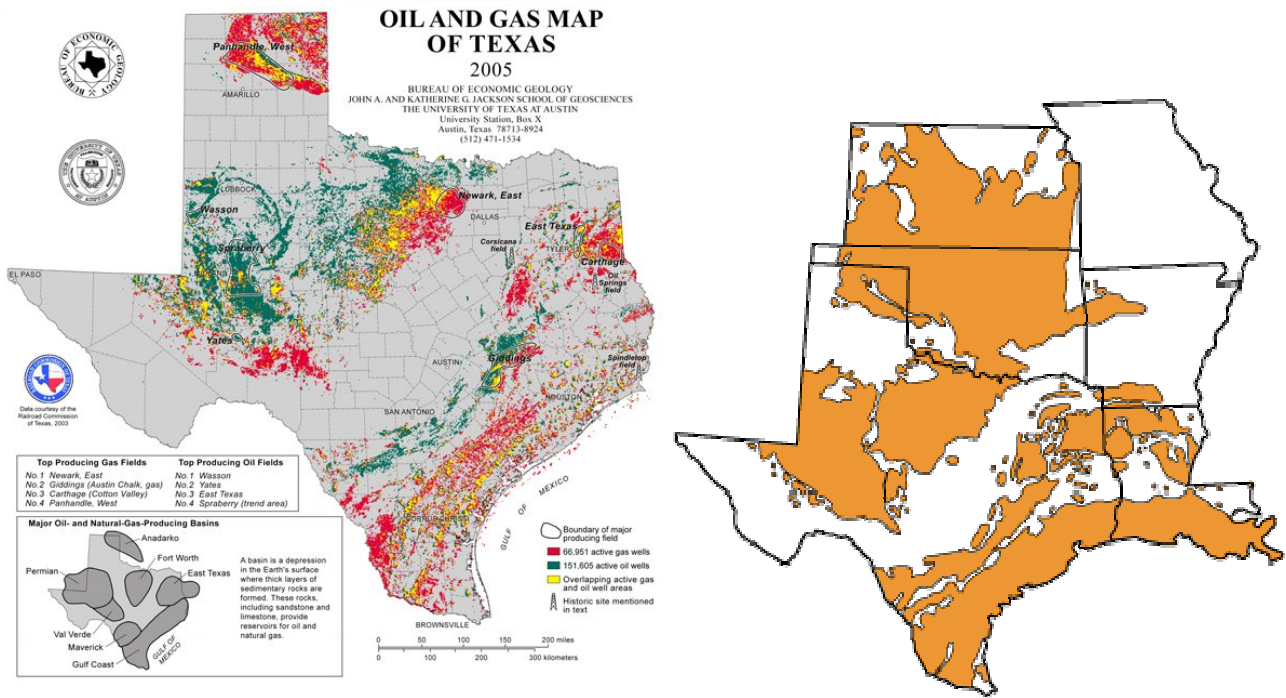 OIL AND GAS MAP
OF TEXAS
2005
BUREAU OF ECONOMIC GEOLOGY
JOHN A. AND KATHERINE G. JACKSON SCHOOL OF GEOSCIENCES
THE UNIVERSITY OF TEXAS AT AUSTIN
University Station, Box X
Austin, Texas 78713-8924
(512) 471-1534
BUREAU OF ECONOMIC GEOLOGY
Panhandle, West
AMARILLO
LUBBOCK
Wasson
Newark, East
DALLAS
Spraberry
East Texas
Corsicana
field
TYLER
Carthage
Oil
Springs
field
EL PASO
Yates
AUSTIN
Giddings
Spindletop
field
HOUSTON
SAN ANTONIO
Data courtesy of the
Railroad Commission
of Texas, 2003
CORPUS CHRISTI
GULF OF MEXICO
BROWNSVILLE
Top Producing Gas Fields
No.1 Newark, East
No.2 Giddings (Austin Chalk, gas)
No.3 Carthage (Cotton Valley)
No.4 Panhandle, West
Top Producing Oil Fields
No.1 Wasson
No.2 Yates
No.3 East Texas
No.4 Spraberry (trend area)
Boundary of major
producing field
66,951 active gas wells
151,605 active oil wells
Overlapping active gas
and oil well areas
Historic site mentioned
in text
0 50 100 150 200 miles
0 100 200 300 kilometers
Major Oil- and Natural-Gas-Producing Basins
Anadarko
Fort Worth
Permian
East Texas
Val Verde
Maverick
Gulf Coast
GULF OF
MEXICO
A basin is a depression
in the Earth's surface
where thick layers of
sedimentary rocks are
formed. These rocks,
including sandstone and
limestone, provide
reservoirs for oil and
natural gas.